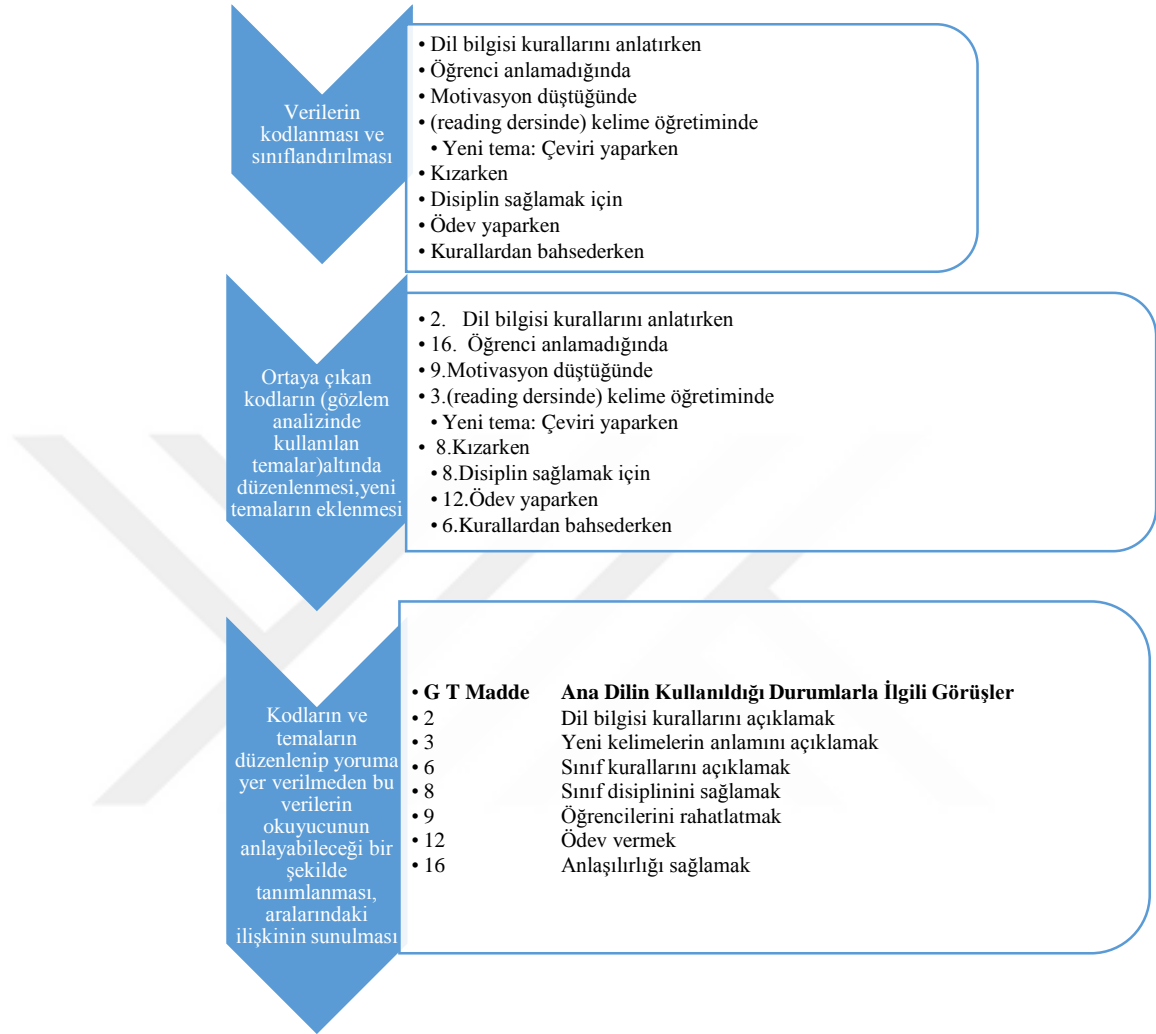 Verilerin
kodlanması ve
sınıflandırılması
• Dil bilgisi kurallarını anlatırken
• Öğrenci anlamadığında
• Motivasyon düştüğünde
• (reading dersinde) kelime öğretiminde
• Yeni tema: Çeviri yaparken
• Kızarken
• Disiplin sağlamak için
• Ödev yaparken
• Kurallardan bahsederken
Ortaya çıkan
kodların (gözlem
analizinde
kullanılan
temalar)altında
düzenlenmesi,yeni
temaların eklenmesi
• 2. Dil bilgisi kurallarını anlatırken
• 16. Öğrenci anlamadığında
• 9.Motivasyon düştüğünde
• 3.(reading dersinde) kelime öğretiminde
• Yeni tema: Çeviri yaparken
• 8.Kızarken
• 8.Disiplin sağlamak için
• 12.Ödev yaparken
• 6.Kurallardan bahsederken
Kodların ve
temaların
düzenlenip yoruma
yer verilmeden bu
verilerin
okuyucunun
anlayabileceği bir
şekilde
tanımlanması,
aralarındaki
ilişkinin sunulması
• G T Madde Ana Dilin Kullanıldığı Durumlarla İlgili Görüşler
• 2 Dil bilgisi kurallarını açıklamak
• 3 Yeni kelimelerin anlamını açıklamak
• 6 Sınıf kurallarını açıklamak
• 8 Sınıf disiplinini sağlamak
• 9 Öğrencilerini rahatlatmak
• 12 Ödev vermek
• 16 Anlaşılırlığı sağlamak